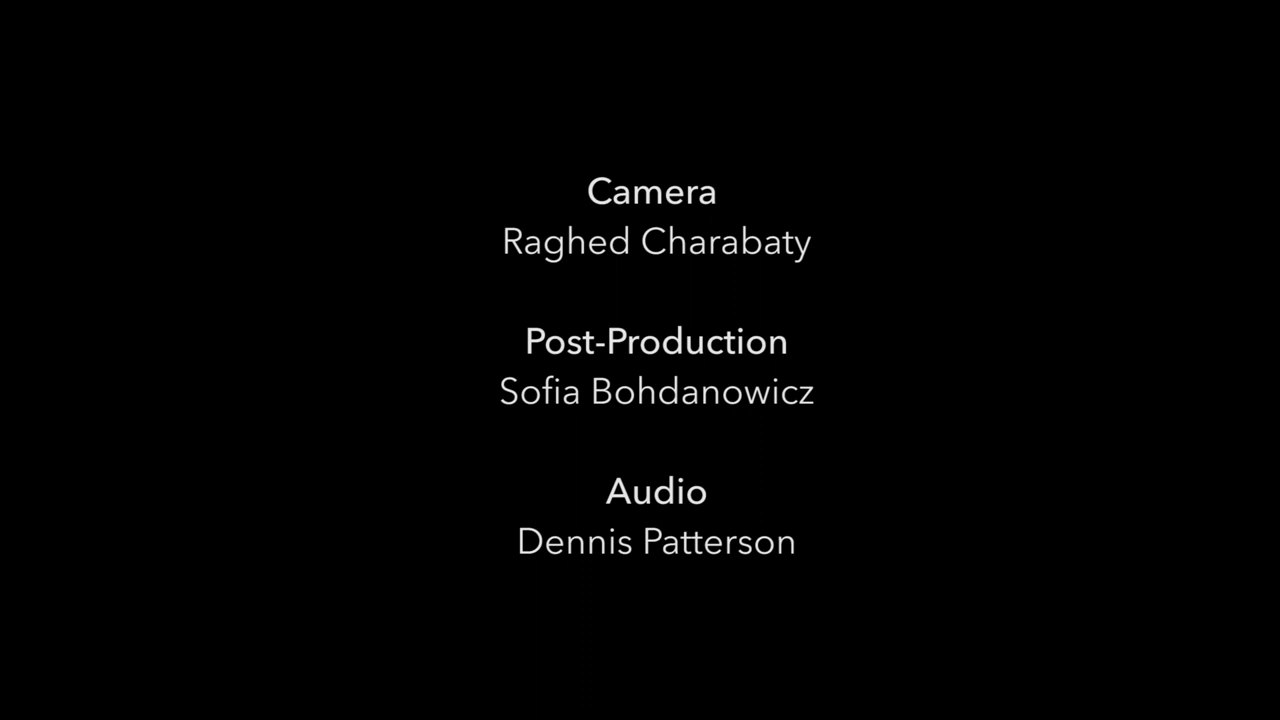 Camera
Raghed Charabaty
Post-Production
Sofia Bohdanowicz
Audio
Dennis Patterson